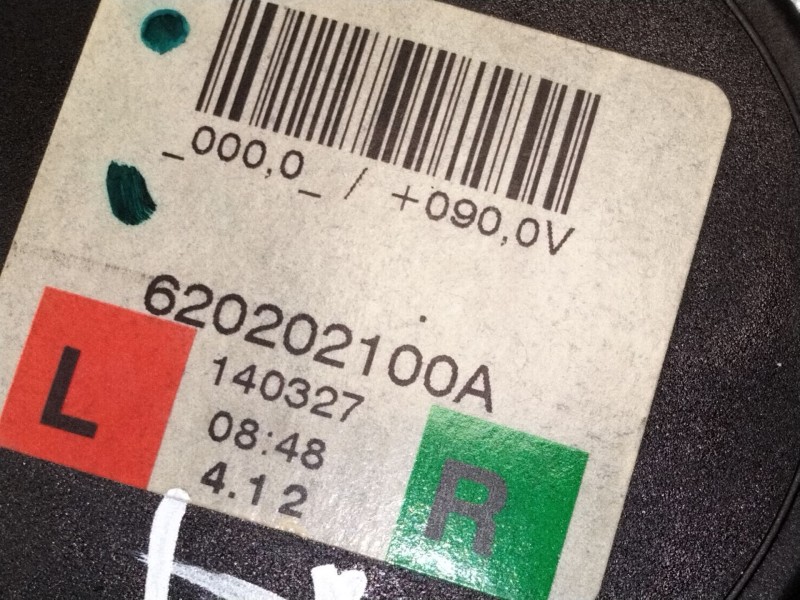 _000,0_ / +090,0V
620202100A
140327
08:48
4.12
L
R